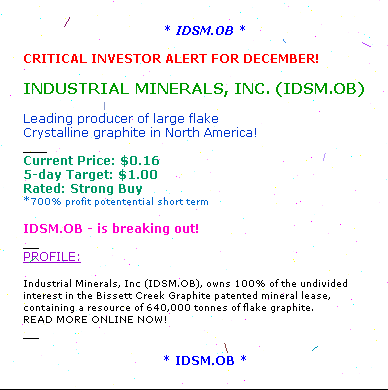 * IDSM.OB *
CRITICAL INVESTOR ALERT FOR DECEMBER!
INDUSTRIAL MINERALS, INC. (IDSM.OB)
Leading producer of large flake
Crystalline graphite in North America!
___
Current Price: $0.16
5-day Target: $1.00
Rated: Strong Buy
*700% profit potentental short term
IDSM.OB - is breaking out!
__
PROFILE:
Industrial Minerals, Inc (IDSM.OB), owns 100% of the undivided
interest in the Bissett Creek Graphite patented mineral lease,
containing a resource of 640,000 tonnes of flake graphite.
READ MORE ONLINE NOW!
__
* IDSM.OB *